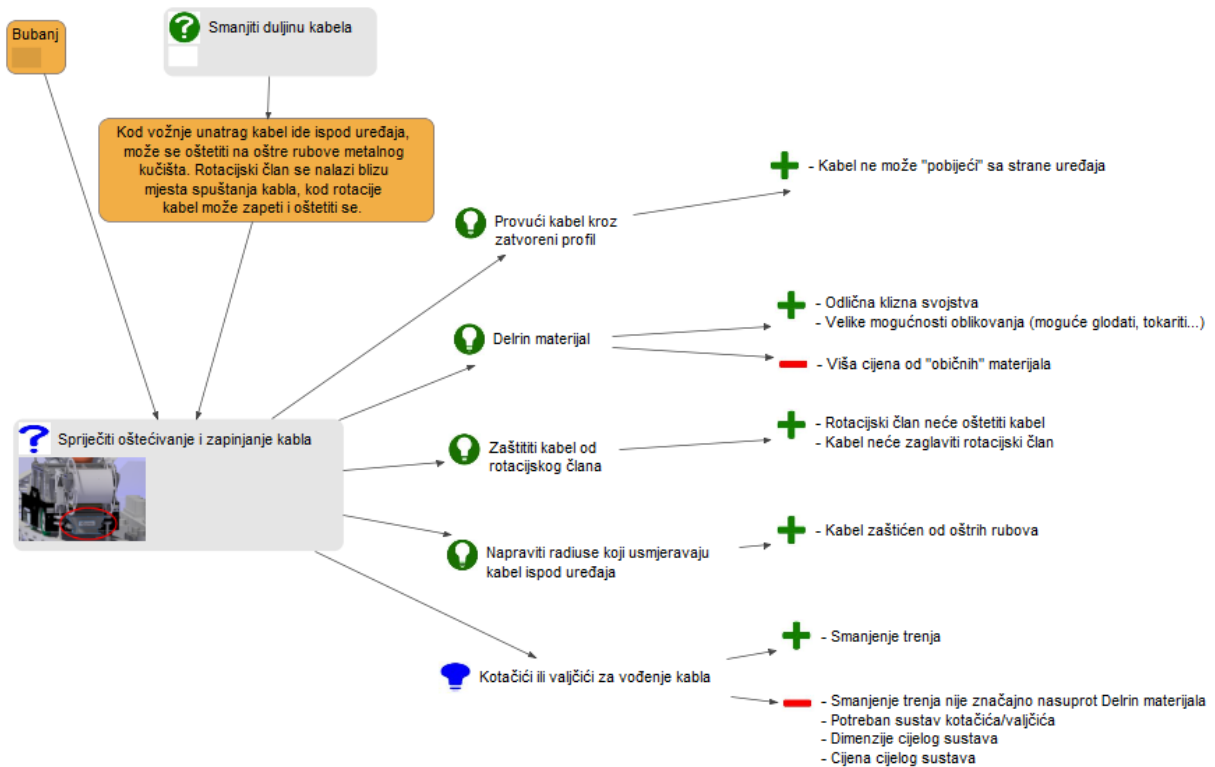 Bubanj
Smanjiti duljinu kabela
Kod vožnje unatrag kabel ide ispod uređaja,
može se oštetiti na oštre rubove metalnog
kučišta. Rotacijski član se nalazi blizu
mjesta spuštanja kabla, kod rotacije
kabel može zapeti i oštetiti se.
Spriječiti oštećivanje i zapinjanje kabla
Provući kabel kroz
zatvoreni profil
- Kabel ne može "pobijeći" sa strane uređaja
Delrin materijal
- Odlična klizna svojstva
- Velike mogućnosti oblikovanja (moguće glodati, tokariti...)
- Viša cijena od "običnih" materijala
Zaštititi kabel od
rotacijskog člana
- Rotacijski član neće oštetiti kabel
- Kabel neće zaglaviti rotacijski član
Napraviti radiuse koji usmjeravaju
kabel ispod uređaja
- Kabel zaštićen od oštrih rubova
Kotačići ili valjčići za vođenje kabla
- Smanjenje trenja
- Smanjenje trenja nije značajno nasuprot Delrin materijala
- Potreban sustav kotačića/valjčića
- Dimenzije cijelog sustava
- Cijena cijelog sustava